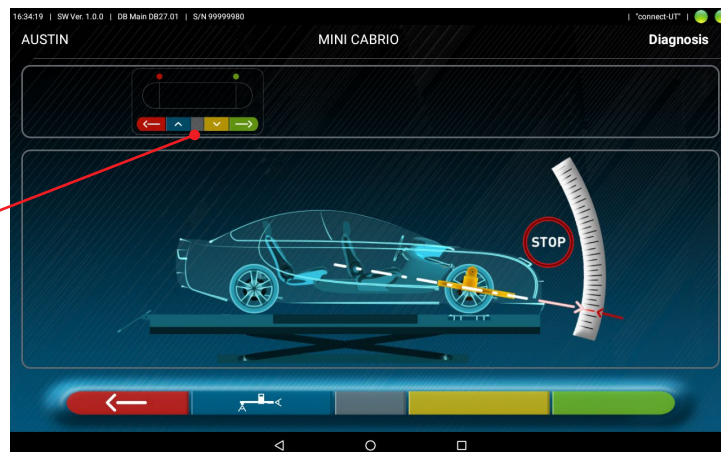 16:34:19 | SW Ver. 1.0.0 | DB Main DB27.01 | S/N 99999980 | "connect-UT" |
AUSTIN MINI CABRIO Diagnosis
STOP